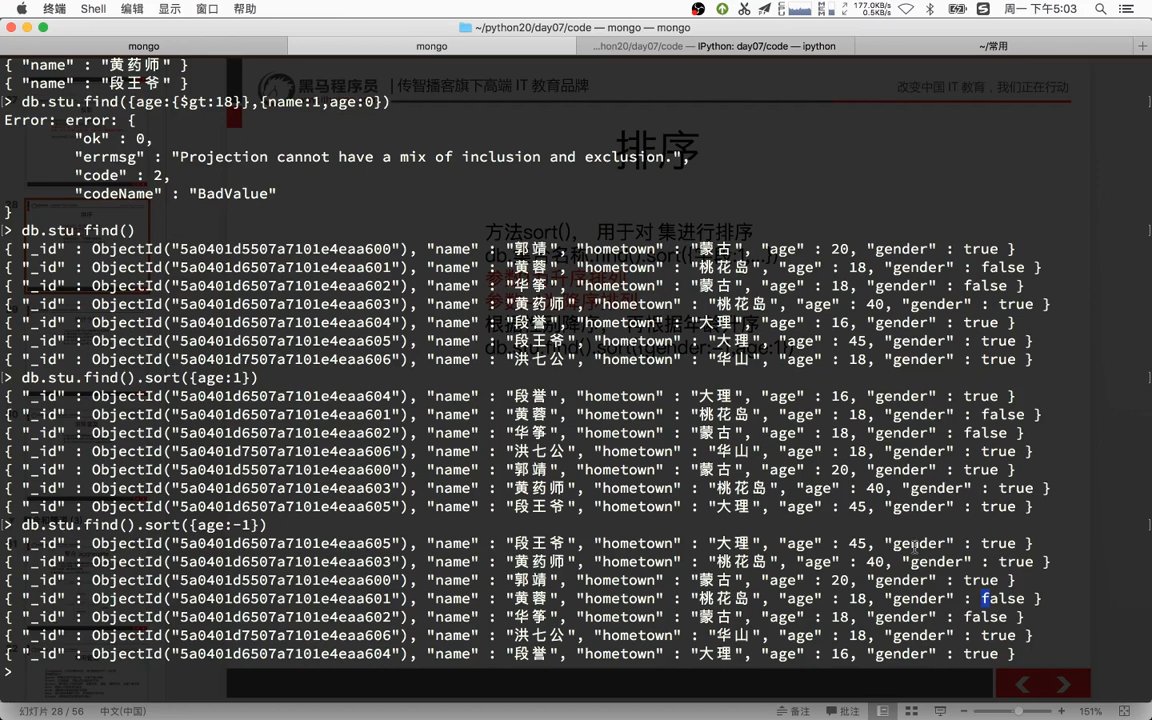 终端 Shell 编辑 显示 窗口 帮助 177.0KB/s 0.5KB/s 周一 下午5:03
~/python20/day07/code — mongo — mongo
mongo mongo ...hon20/day07/code — IPython: day07/code — ipython ~/常用
{ "name" : "黄药师" }
{ "name" : "段王爷" }
黑马程序员 | 传智播客旗下高端 IT 教育品牌 改变中国 IT 教育，我们正在行动
> db.stu.find({age:{$gt:18}},{name:1,age:0})
Error: error: {
"ok" : 0,
"errmsg" : "Projection cannot have a mix of inclusion and exclusion.",
排序
"code" : 2,
"codeName" : "BadValue"
}
> db.stu.find()
方法sort()， 用于对 集进行排序
{ "_id" : ObjectId("5a0401d5507a7101e4eaa600"), "name" : "郭靖", "hometown" : "蒙古", "age" : 20, "gender" : true }
{ "_id" : ObjectId("5a0401d6507a7101e4eaa601"), "name" : "黄蓉", "hometown" : "桃花岛", "age" : 18, "gender" : false }
{ "_id" : ObjectId("5a0401d6507a7101e4eaa602"), "name" : "华筝", "hometown" : "蒙古", "age" : 18, "gender" : false }
{ "_id" : ObjectId("5a0401d6507a7101e4eaa603"), "name" : "黄药师", "hometown" : "桃花岛", "age" : 40, "gender" : true }
{ "_id" : ObjectId("5a0401d6507a7101e4eaa604"), "name" : "段誉", "hometown" : "大理", "age" : 16, "gender" : true }
{ "_id" : ObjectId("5a0401d6507a7101e4eaa605"), "name" : "段王爷", "hometown" : "大理", "age" : 45, "gender" : true }
{ "_id" : ObjectId("5a0401d7507a7101e4eaa606"), "name" : "洪七公", "hometown" : "华山", "age" : 18, "gender" : true }
> db.stu.find().sort({age:1})
{ "_id" : ObjectId("5a0401d6507a7101e4eaa604"), "name" : "段誉", "hometown" : "大理", "age" : 16, "gender" : true }
{ "_id" : ObjectId("5a0401d6507a7101e4eaa601"), "name" : "黄蓉", "hometown" : "桃花岛", "age" : 18, "gender" : false }
{ "_id" : ObjectId("5a0401d6507a7101e4eaa602"), "name" : "华筝", "hometown" : "蒙古", "age" : 18, "gender" : false }
{ "_id" : ObjectId("5a0401d7507a7101e4eaa606"), "name" : "洪七公", "hometown" : "华山", "age" : 18, "gender" : true }
{ "_id" : ObjectId("5a0401d5507a7101e4eaa600"), "name" : "郭靖", "hometown" : "蒙古", "age" : 20, "gender" : true }
{ "_id" : ObjectId("5a0401d6507a7101e4eaa603"), "name" : "黄药师", "hometown" : "桃花岛", "age" : 40, "gender" : true }
{ "_id" : ObjectId("5a0401d6507a7101e4eaa605"), "name" : "段王爷", "hometown" : "大理", "age" : 45, "gender" : true }
> db.stu.find().sort({age:-1})
{ "_id" : ObjectId("5a0401d6507a7101e4eaa605"), "name" : "段王爷", "hometown" : "大理", "age" : 45, "gender" : true }
{ "_id" : ObjectId("5a0401d6507a7101e4eaa603"), "name" : "黄药师", "hometown" : "桃花岛", "age" : 40, "gender" : true }
{ "_id" : ObjectId("5a0401d5507a7101e4eaa600"), "name" : "郭靖", "hometown" : "蒙古", "age" : 20, "gender" : true }
{ "_id" : ObjectId("5a0401d6507a7101e4eaa601"), "name" : "黄蓉", "hometown" : "桃花岛", "age" : 18, "gender" : false }
{ "_id" : ObjectId("5a0401d6507a7101e4eaa602"), "name" : "华筝", "hometown" : "蒙古", "age" : 18, "gender" : false }
{ "_id" : ObjectId("5a0401d7507a7101e4eaa606"), "name" : "洪七公", "hometown" : "华山", "age" : 18, "gender" : true }
{ "_id" : ObjectId("5a0401d6507a7101e4eaa604"), "name" : "段誉", "hometown" : "大理", "age" : 16, "gender" : true }
>
幻灯片 28 / 56 中文(中国) 备注 批注 151%